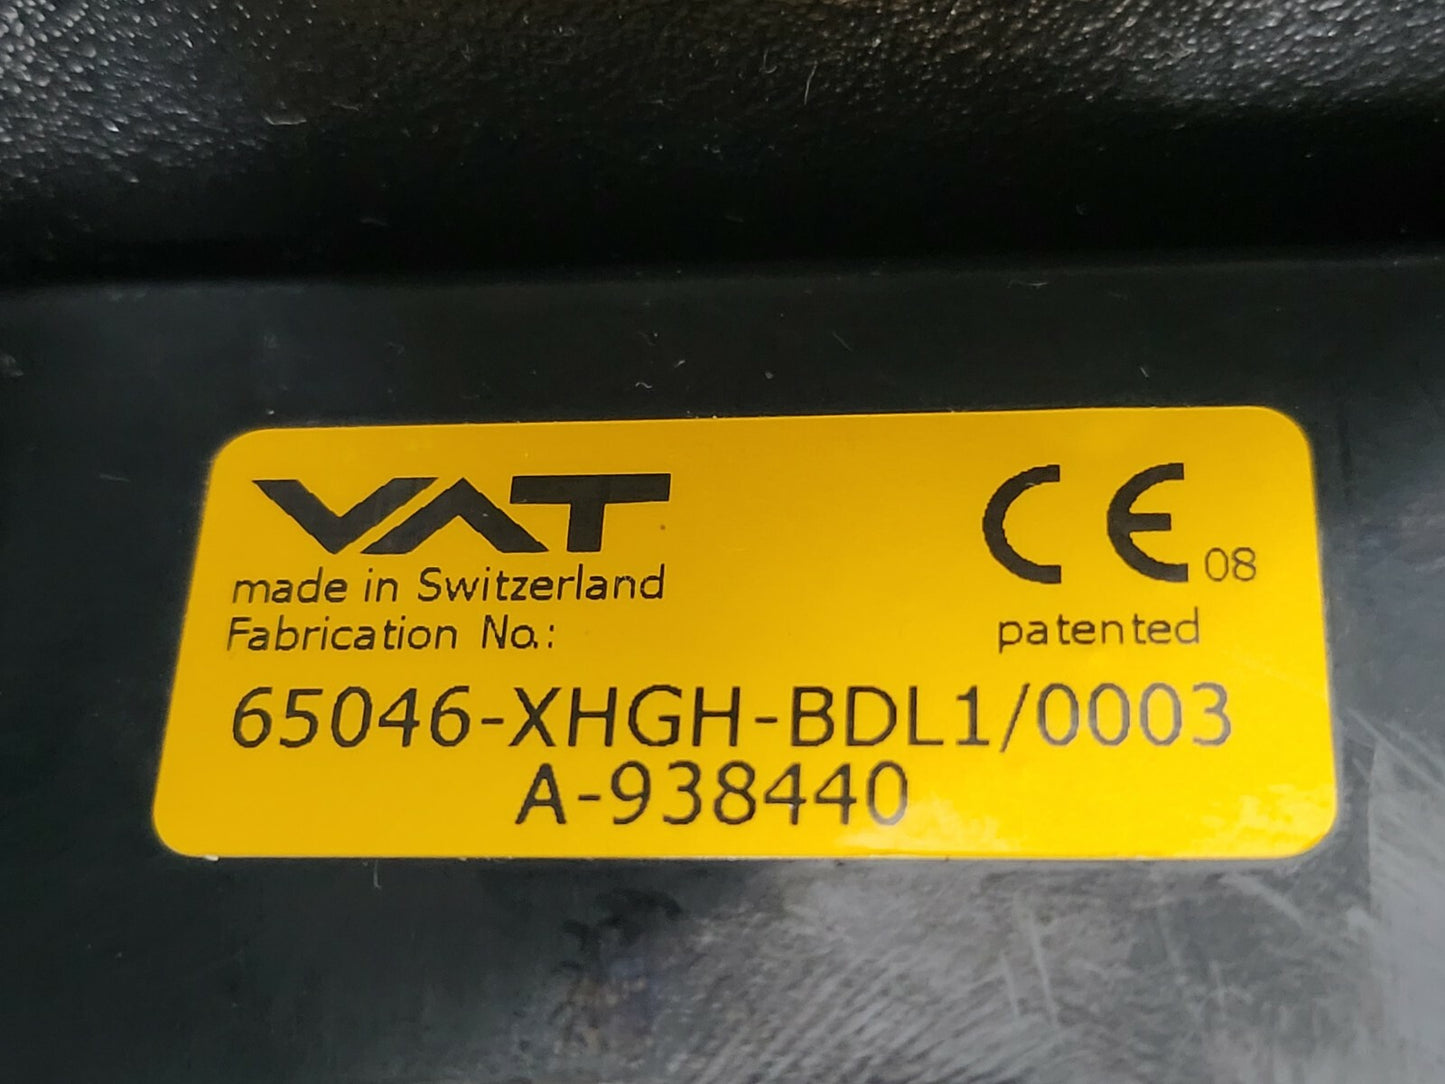 VAT
CE 08
made in Switzerland
Fabrication No.:
patented
65046-XHGH-BDL1/0003
A-938440